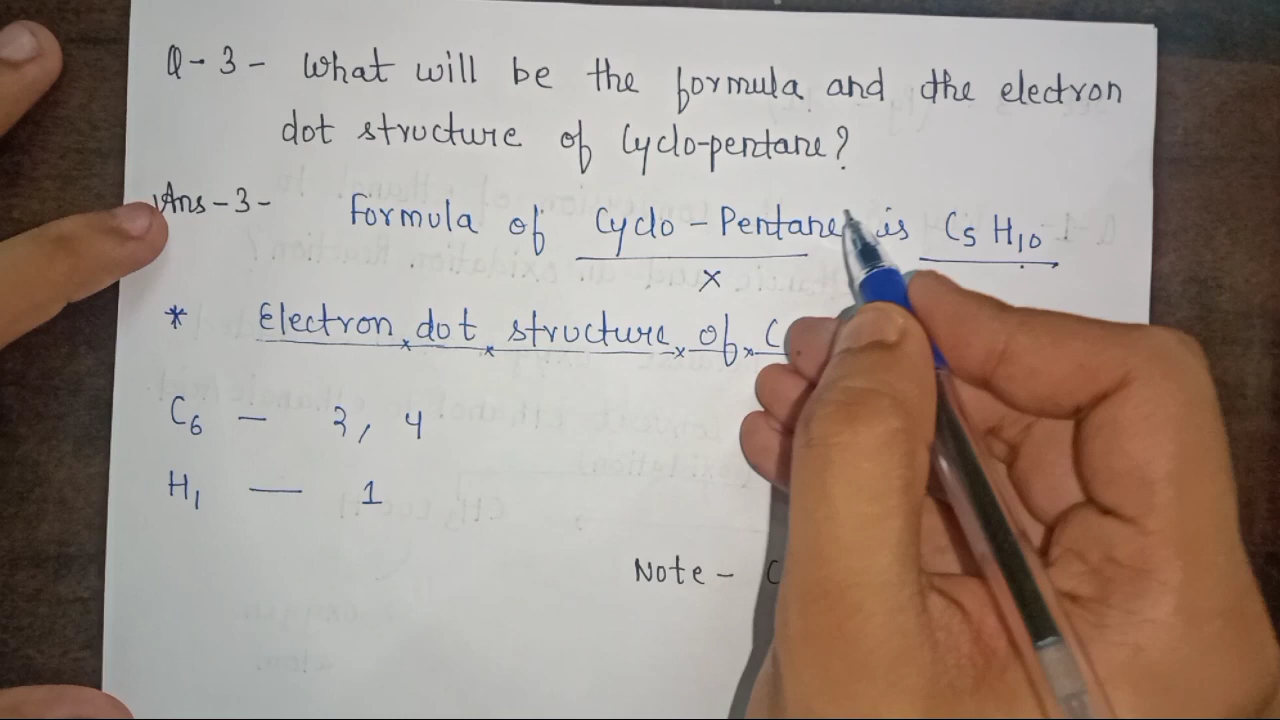 Q-3- What will be the formula and the electron
dot structure of Cyclo-pentane?
Ans-3- Formula of Cyclo-Pentane is C5 H10
* Electron dot structure of C
C6 — 3, 4
H1 — 1
Note- C